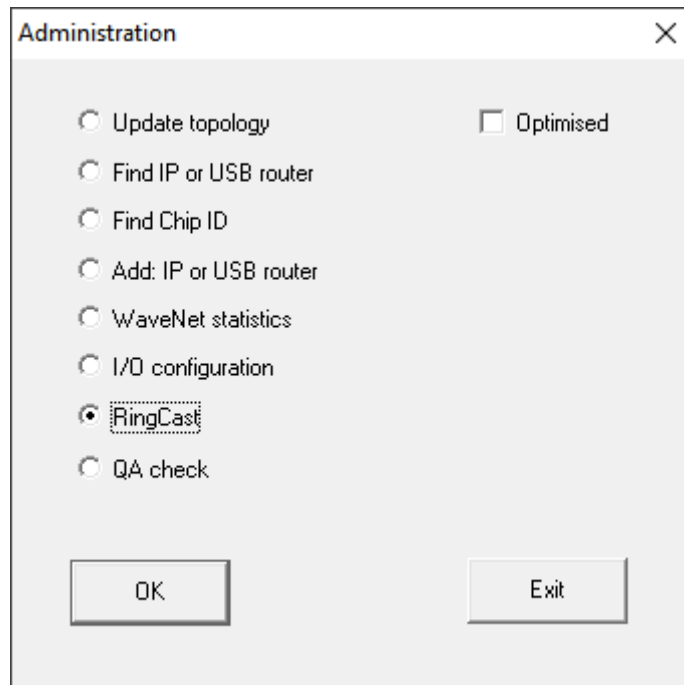 Administration
Update topology
Optimised
Find IP or USB router
Find Chip ID
Add: IP or USB router
WaveNet statistics
I/O configuration
RingCast
QA check
OK
Exit